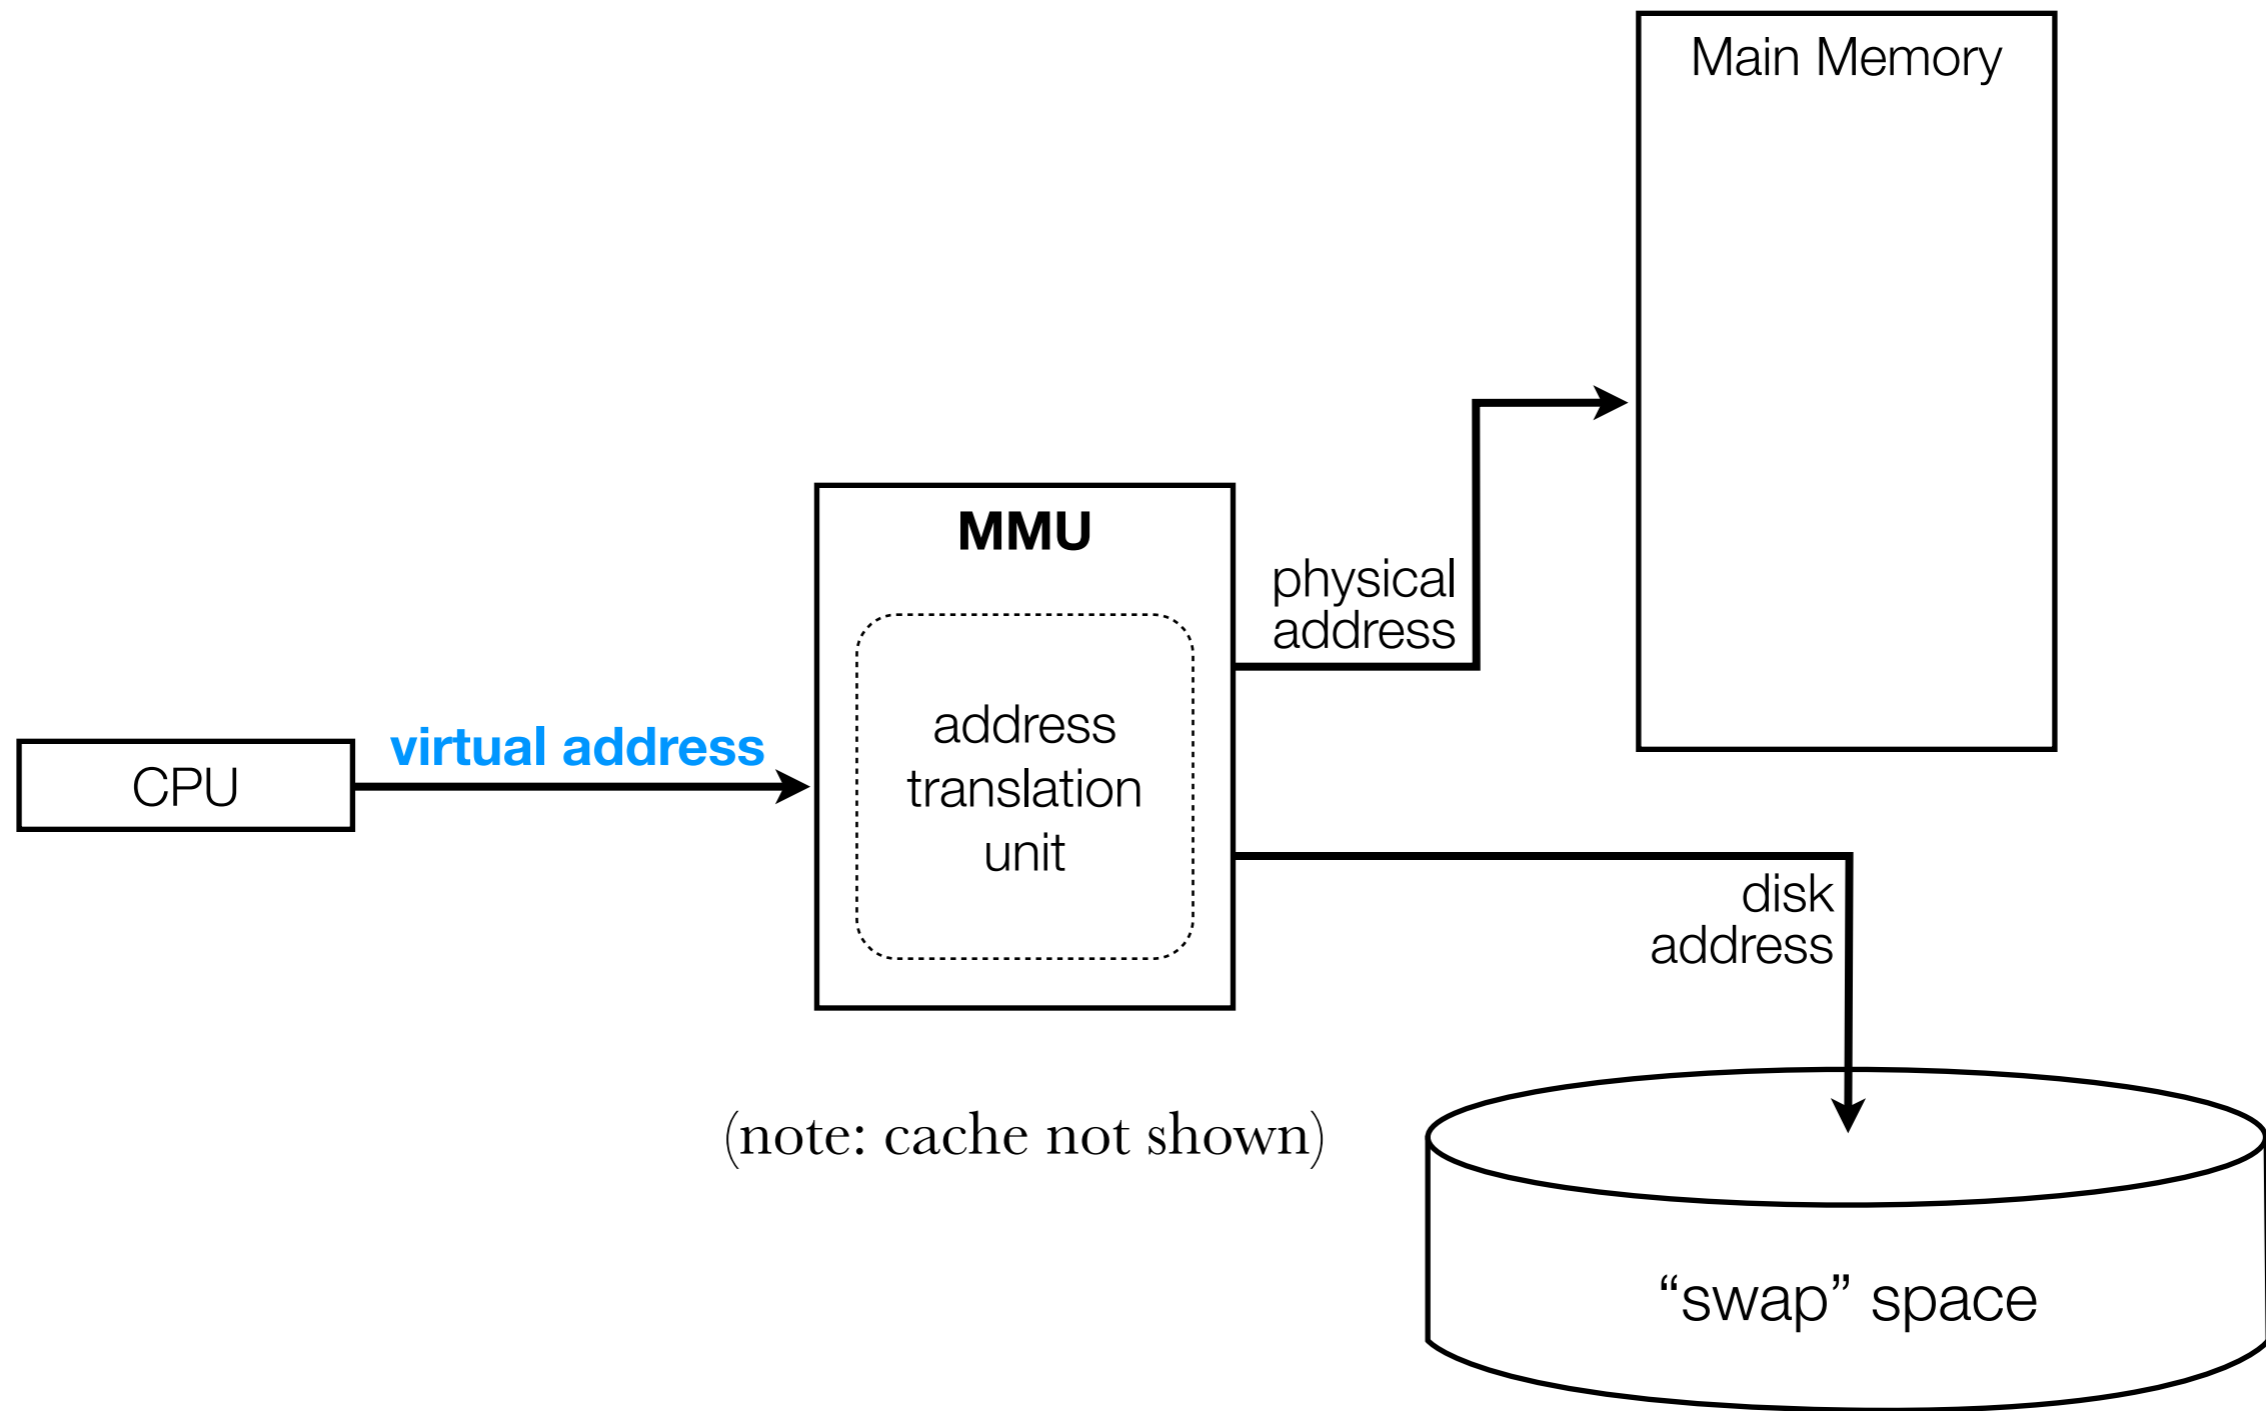 Main Memory
MMU
physical
address
virtual address
CPU
address
translation
unit
disk
address
(note: cache not shown)
“swap” space